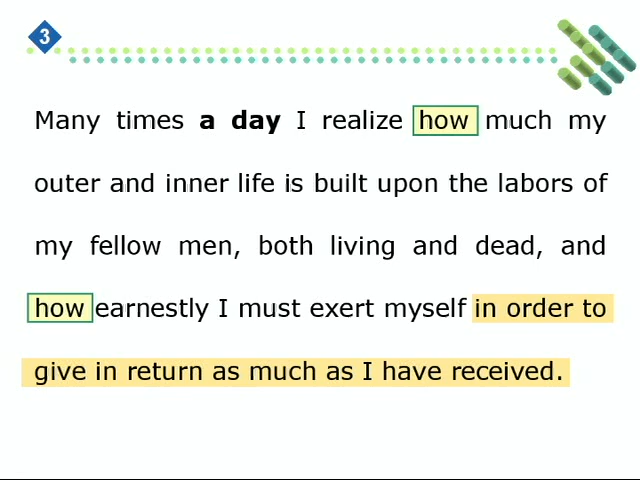 3
Many times a day I realize how much my
outer and inner life is built upon the labors of
my fellow men, both living and dead, and
how earnestly I must exert myself in order to
give in return as much as I have received.